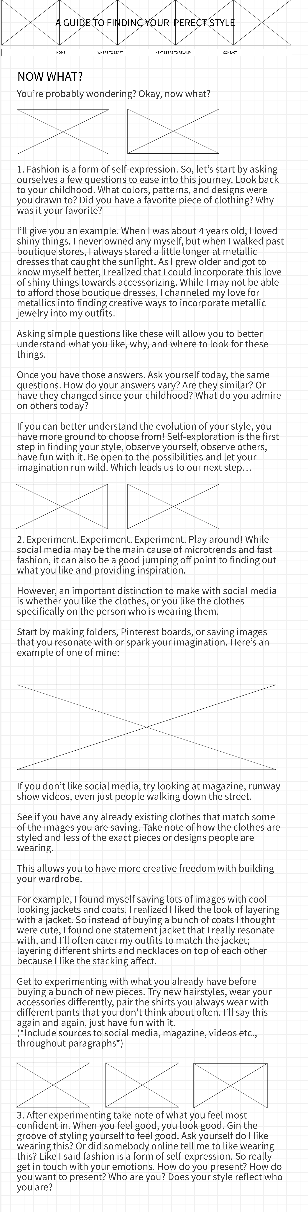 A GUIDE TO FINDING YOUR PERECT STYLE
NOW WHAT?
You're probably wondering? Okay, now what?
1. Fashion is a form of self-expression. So, let's start by asking
ourselves a few questions to ease into this journey. Look back
to your childhood. What colors, patterns, and designs were
you drawn to? Did you have a favorite piece of clothing? Why
was it your favorite?
I'll give you an example. When I was about 4 years old, I loved
shiny things. I never owned any myself, but when I walked past
boutique stores, I always stared a little longer at metallic
dresses that caught the sunlight. As I grew older and got to
know myself better, I realized that I could incorporate this love
of shiny things towards accessorizing. While I may not be able
to afford those boutique dresses, I channeled my love for
metallics into finding creative ways to incorporate metallic
jewelry into my outfits.
Asking simple questions like these will allow you to better
understand what you like, why, and where to look for these
things.
Once you have those answers. Ask yourself today, the same
questions. How do your answers vary? Are they similar? Or
have they changed since your childhood? What do you admire
on others today?
If you can better understand the evolution of your style, you
have more ground to choose from! Self-exploration is the first
step in finding your style, observe yourself, observe others,
have fun with it. Be open to the possibilities and let your
imagination run wild. Which leads us to our next step...
2. Experiment. Experiment. Experiment. Play around! While
social media may be the main cause of microtrends and fast
fashion, it can also be a good jumping off point to finding out
what you like and providing inspiration.
However, an important distinction to make with social media
is whether you like the clothes, or you like the clothes
specifically on the person who is wearing them.
Start by making folders, Pinterest boards, or saving images
that you resonate with or spark your imagination. Here's an
example of one of mine:
If you don't like social media, try looking at magazine, runway
show videos, even just people walking down the street.
See if you have any already existing clothes that match some
of the images you are saving. Take note of how the clothes are
styled and less of the exact pieces or designs people are
wearing.
This allows you to have more creative freedom with building
your wardrobe.
For example, I found myself saving lots of images with cool
looking jackets and coats. I realized I liked the look of layering
with a jacket. So instead of buying a bunch of coats I thought
were cute, I found one statement jacket that I really resonate
with, and I'll often cater my outfits to match the jacket;
layering different shirts and necklaces on top of each other
because I like the stacking affect.
Get to experimenting with what you already have before
buying a bunch of new pieces. Try new hairstyles, wear your
accessories differently, pair the shirts you always wear with
different pants that you don't think about often. I'll say this
again and again, just have fun with it.
(*Include sources to social media, magazine, videos etc.,
throughout paragraphs*)
3. After experimenting take note of what you feel most
confident in. When you feel good, you look good. Gin the
groove of styling yourself to feel good. Ask yourself do I like
wearing this? Or did somebody online tell me to like wearing
this? Like I said fashion is a form of self-expression. So really
get in touch with your emotions. How do you present? How do
you want to present? Who are you? Does your style reflect who
you are?